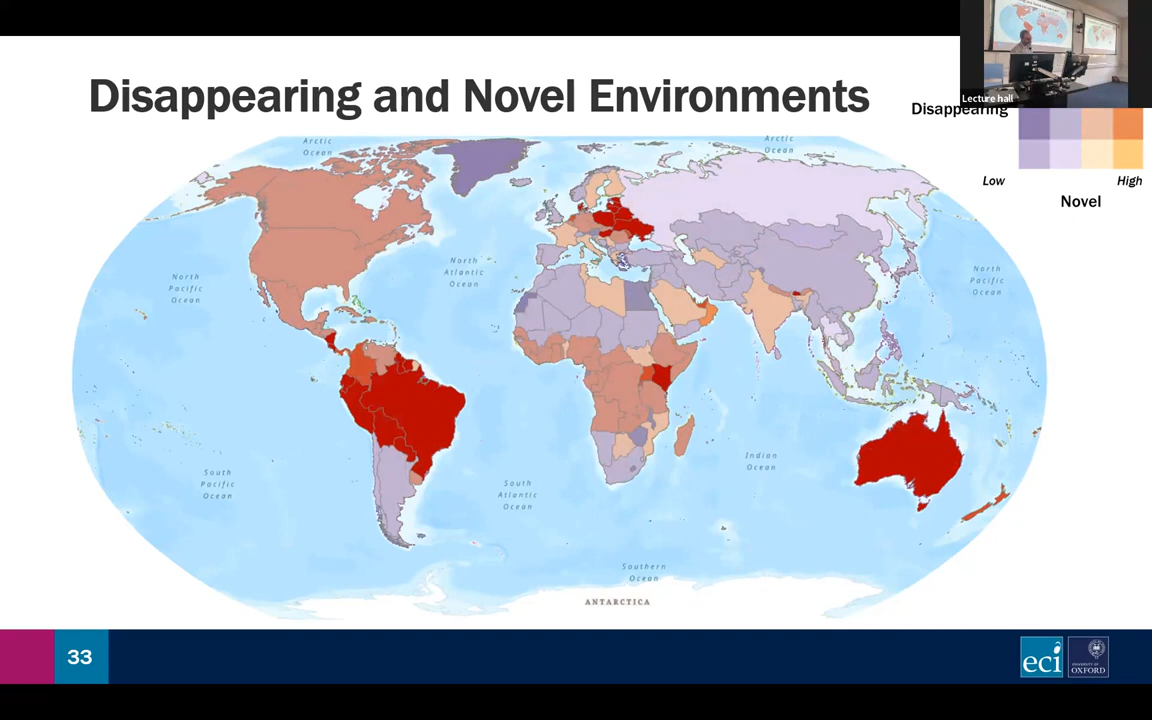 Disappearing and Novel Environments
Lecture hall
Disappearing
Low
High
Novel
Arctic
Ocean
Arctic
Ocean
North
Pacific
Ocean
North
Atlantic
Ocean
North
Pacific
Ocean
South
Pacific
Ocean
South
Atlantic
Ocean
Indian
Ocean
Southern
Ocean
ANTARCTICA
33
eci
UNIVERSITY OF
OXFORD